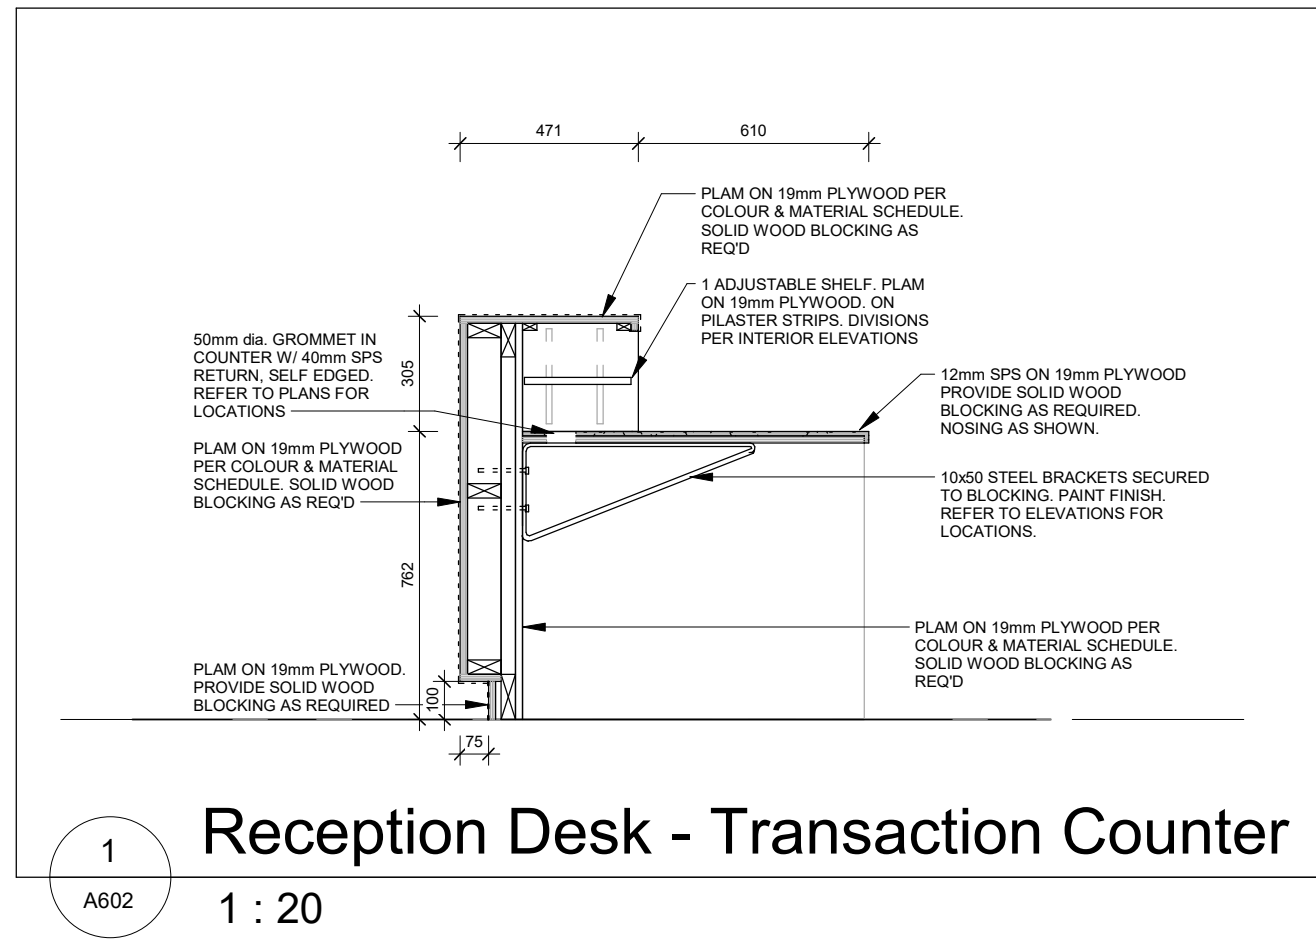 471
610
PLAM ON 19mm PLYWOOD PER
COLOUR & MATERIAL SCHEDULE.
SOLID WOOD BLOCKING AS
REQ'D
1 ADJUSTABLE SHELF. PLAM
ON 19mm PLYWOOD. ON
PILASTER STRIPS. DIVISIONS
PER INTERIOR ELEVATIONS
50mm dia. GROMMET IN
COUNTER W/ 40mm SPS
RETURN, SELF EDGED.
REFER TO PLANS FOR
LOCATIONS
305
12mm SPS ON 19mm PLYWOOD
PROVIDE SOLID WOOD
BLOCKING AS REQUIRED.
NOSING AS SHOWN.
PLAM ON 19mm PLYWOOD
PER COLOUR & MATERIAL
SCHEDULE. SOLID WOOD
BLOCKING AS REQ'D
10x50 STEEL BRACKETS SECURED
TO BLOCKING. PAINT FINISH.
REFER TO ELEVATIONS FOR
LOCATIONS.
762
PLAM ON 19mm PLYWOOD PER
COLOUR & MATERIAL SCHEDULE.
SOLID WOOD BLOCKING AS
REQ'D
PLAM ON 19mm PLYWOOD.
PROVIDE SOLID WOOD
BLOCKING AS REQUIRED
100
75
1
A602
Reception Desk - Transaction Counter
1 : 20